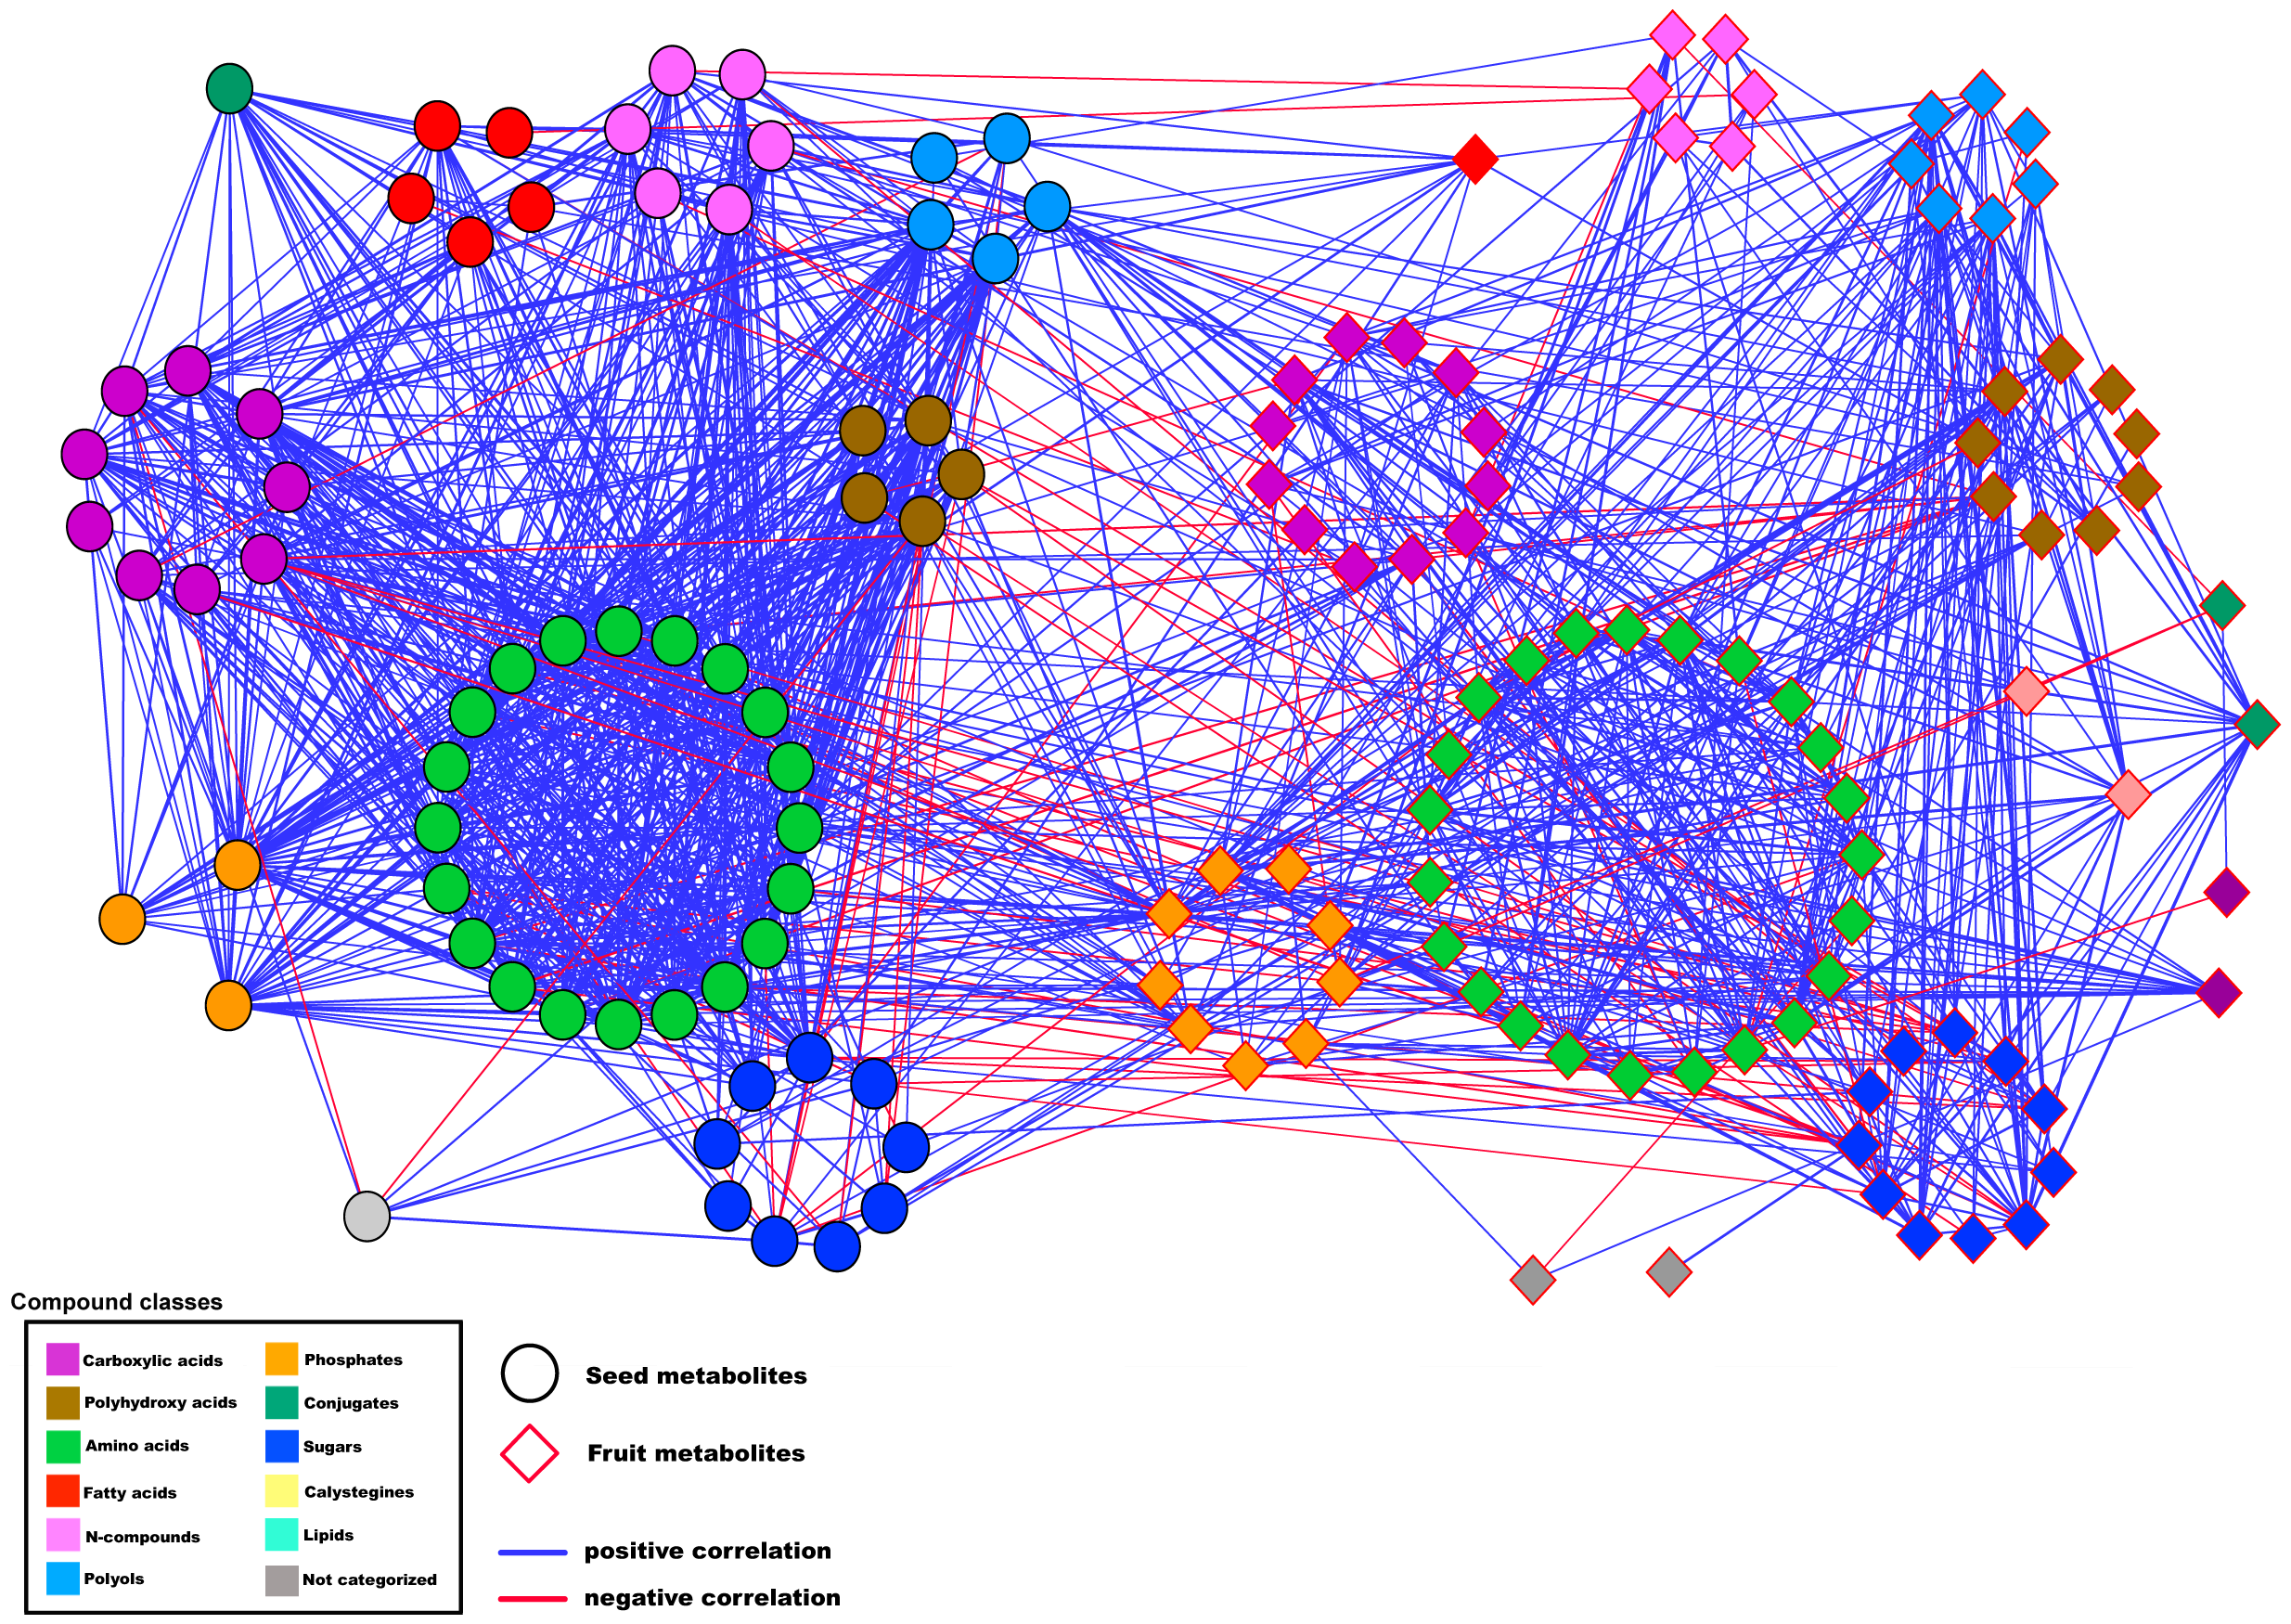 Compound classes
Carboxylic acids
Polyhydroxy acids
Amino acids
Fatty acids
N-compounds
Polyols
Phosphates
Conjugates
Sugars
Calystegines
Lipids
Not categorized
Seed metabolites
Fruit metabolites
positive correlation
negative correlation